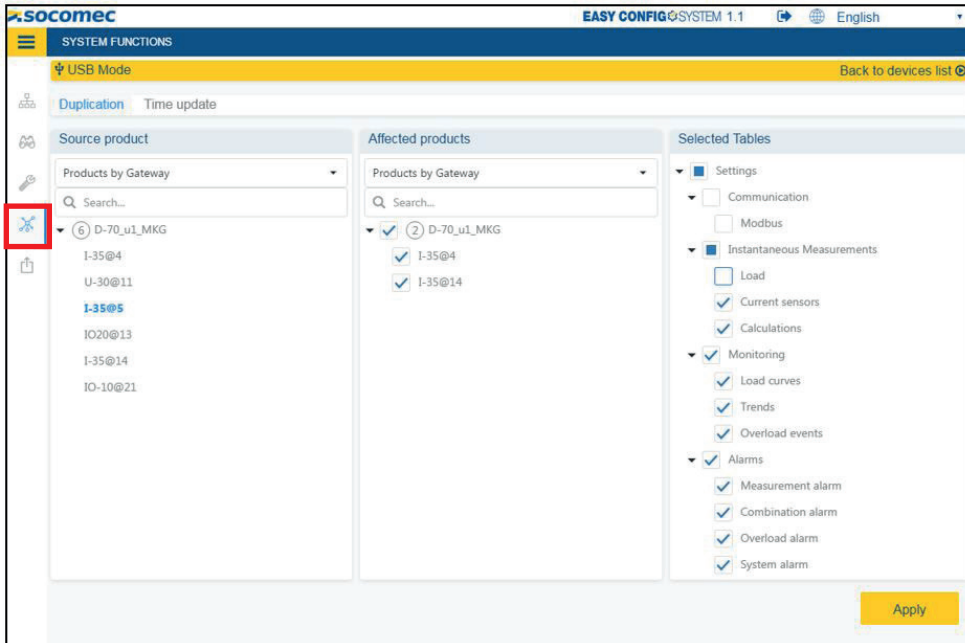 socomec
EASY CONFIG SYSTEM 1.1 English
SYSTEM FUNCTIONS
USB Mode Back to devices list
Duplication Time update
Source product
Products by Gateway
Search...
6 D-70_u1_MKG
I-35@4
U-30@11
I-35@5
IO20@13
I-35@14
IO-10@21
Affected products
Products by Gateway
Search...
2 D-70_u1_MKG
I-35@4
I-35@14
Selected Tables
Settings
Communication
Modbus
Instantaneous Measurements
Load
Current sensors
Calculations
Monitoring
Load curves
Trends
Overload events
Alarms
Measurement alarm
Combination alarm
Overload alarm
System alarm
Apply